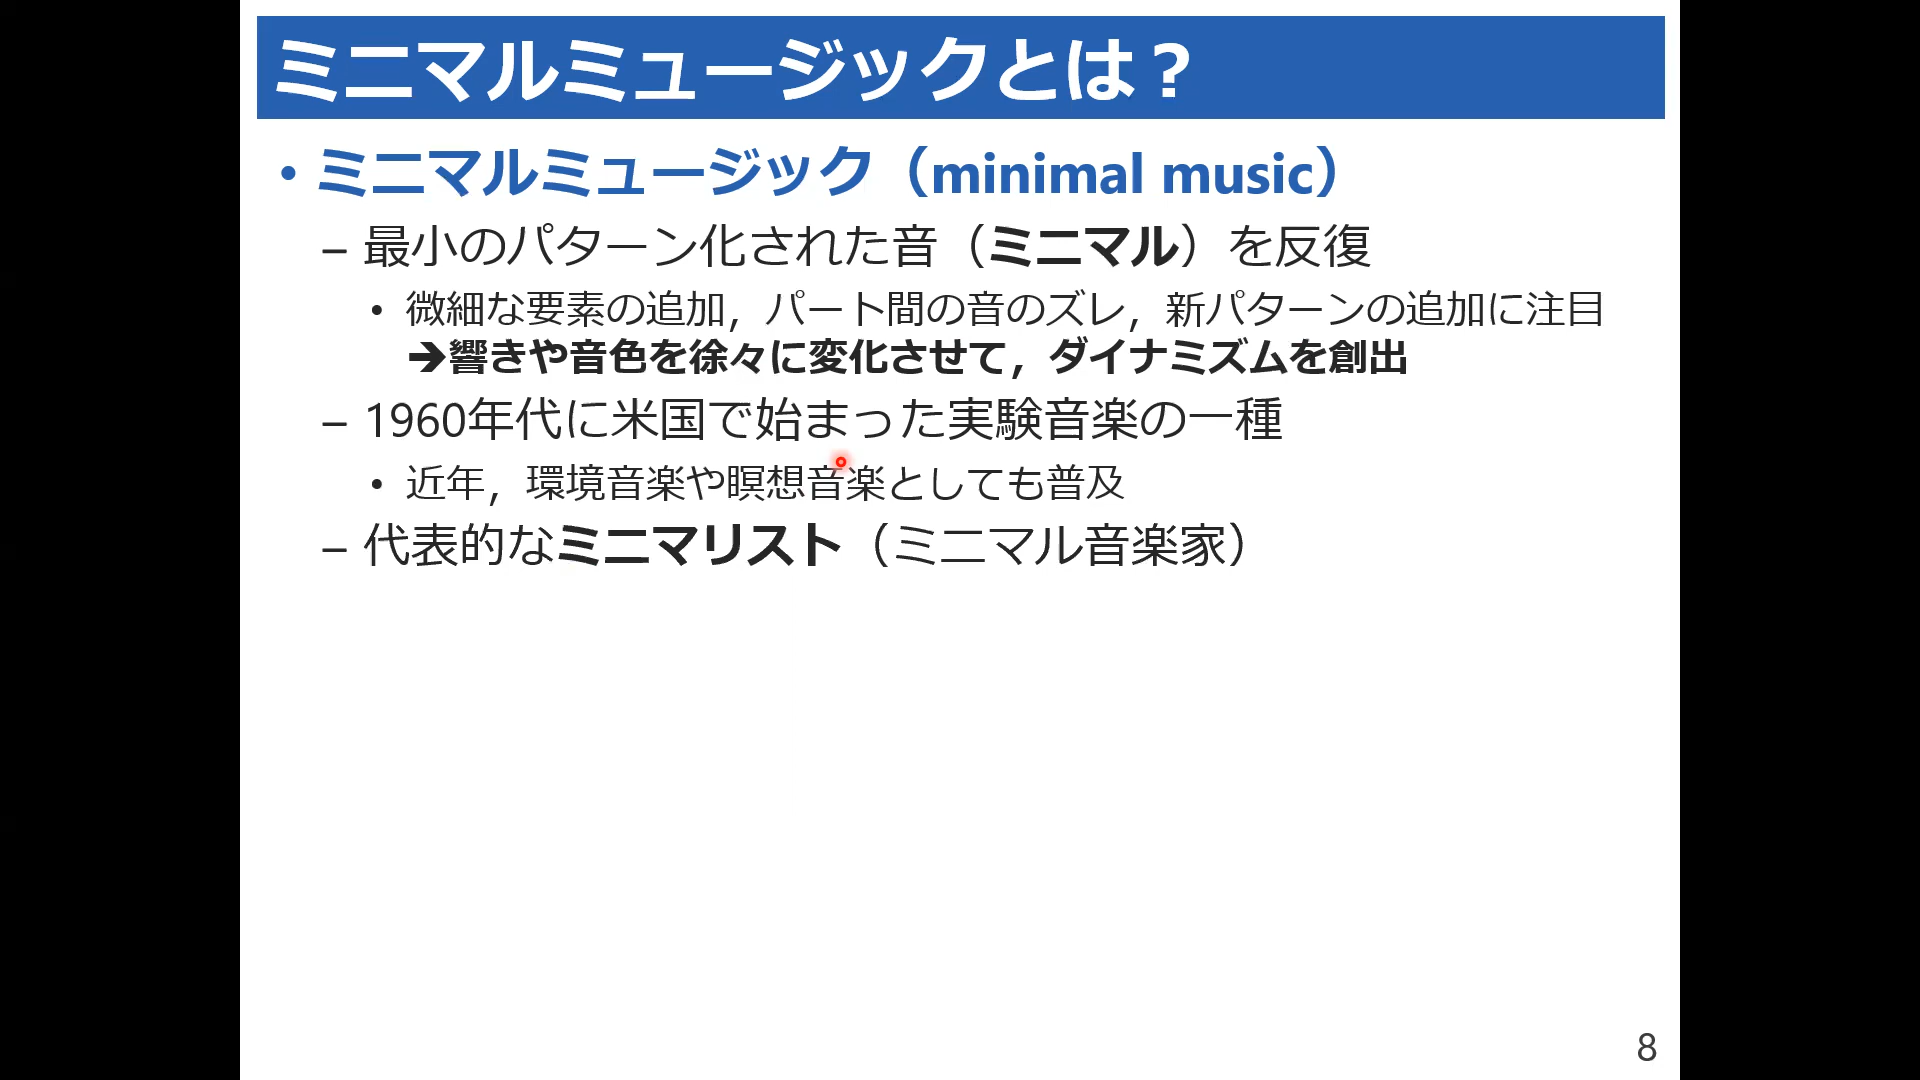 ミニマルミュージックとは？
• ミニマルミュージック（minimal music）
– 最小のパターン化された音（ミニマル）を反復
• 微細な要素の追加，パート間の音のズレ，新パターンの追加に注目
➔響きや音色を徐々に変化させて，ダイナミズムを創出
– 1960年代に米国で始まった実験音楽の一種
• 近年，環境音楽や瞑想音楽としても普及
– 代表的なミニマリスト（ミニマル音楽家）
8